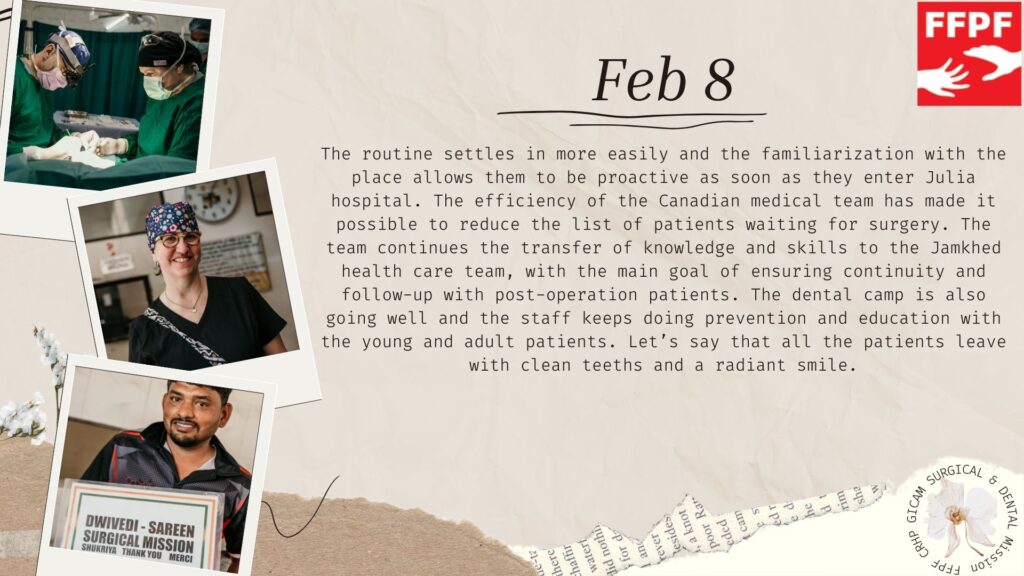 Feb 8
FFPF
The routine settles in more easily and the familiarization with the
place allows them to be proactive as soon as they enter Julia
hospital. The efficiency of the Canadian medical team has made it
possible to reduce the list of patients waiting for surgery. The
team continues the transfer of knowledge and skills to the Jamkhed
health care team, with the main goal of ensuring continuity and
follow-up with post-operation patients. The dental camp is also
going well and the staff keeps doing prevention and education with
the young and adult patients. Let’s say that all the patients leave
with clean teeths and a radiant smile.
DWIVEDI - SAREEN
SURGICAL MISSION
SHUKRIYA THANK YOU MERCI
FFPF CRHP GICAM SURGICAL & DENTAL Mission